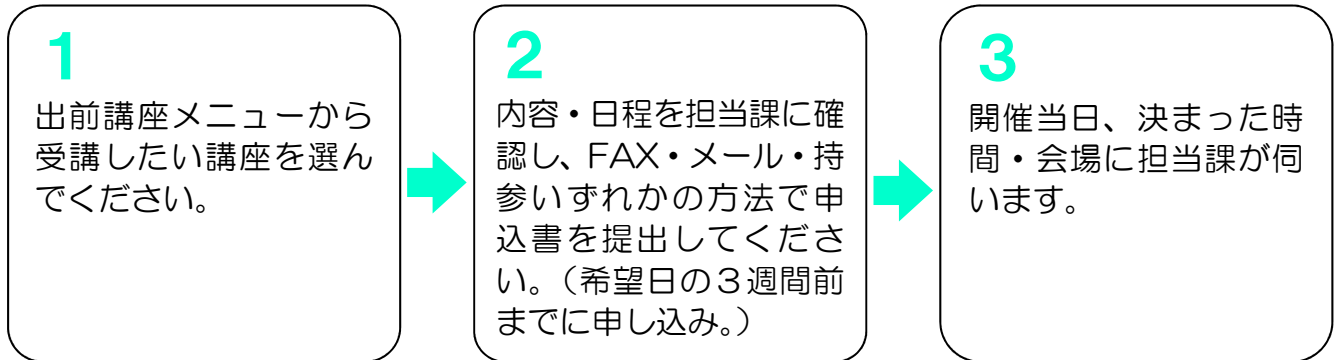 1
出前講座メニューから
受講したい講座を選ん
でください。
2
内容・日程を担当課に確
認し、FAX・メール・持
参いずれかの方法で申
込書を提出してくださ
い。（希望日の３週間前
までに申し込み。）
3
開催当日、決まった時
間・会場に担当課が伺
います。